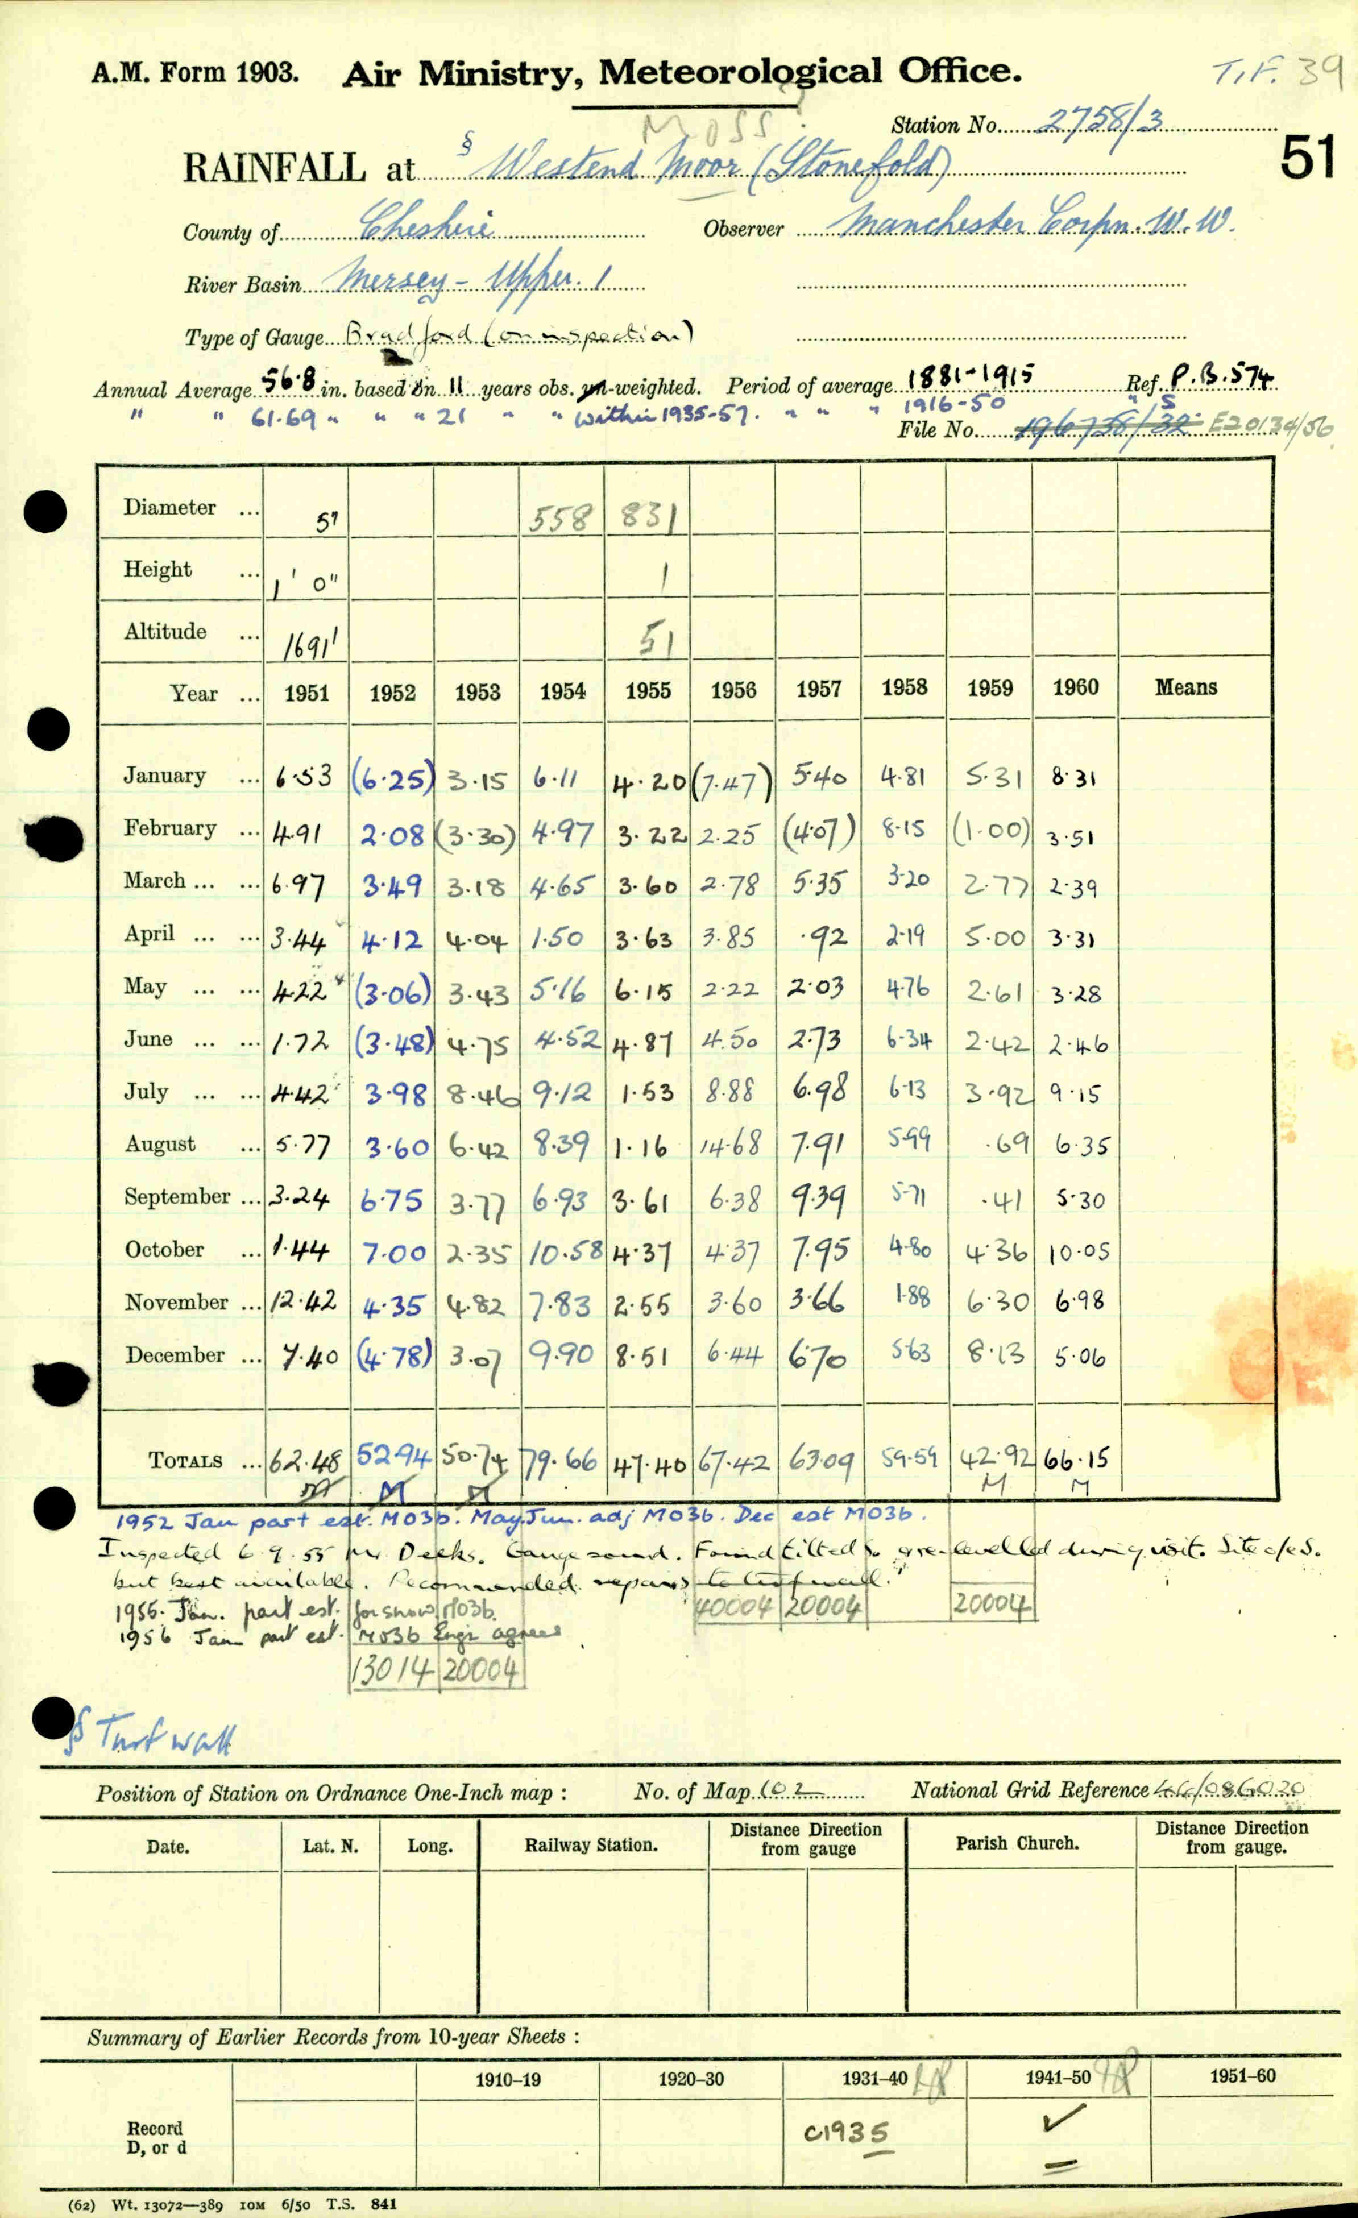 A.M. Form 1903. Air Ministry, Meteorological Office. T.F. 39
Moss?
Station No. 2758/3
51
RAINFALL at § Westend Moor (Stonefold)
County of Cheshire Observer Manchester Corpn. W.W.
River Basin Mersey - Upper. 1
Type of Gauge Bradford (on inspection)
Annual Average 56.8 in. based on 11 years obs. un-weighted. Period of average 1881-1915 Ref. P.B.574
" " 61.69 " " " 21 " " within 1935-57. " " " 1916-50 " S
File No. 196758/32 E20134/56
Diameter ... 5" 558 831
Height ... 1' 0" 1
Altitude ... 1691' 51
Year ... 1951 1952 1953 1954 1955 1956 1957 1958 1959 1960 Means
January ... 6.53 (6.25) 3.15 6.11 4.20 (7.47) 5.40 4.81 5.31 8.31
February ... 4.91 2.08 (3.30) 4.97 3.22 2.25 (4.07) 8.15 (1.00) 3.51
March ... ... 6.97 3.49 3.18 4.65 3.60 2.78 5.35 3.20 2.77 2.39
April ... ... 3.44 4.12 4.04 1.50 3.63 3.85 .92 2.19 5.00 3.31
May ... ... 4.22 (3.06) 3.43 5.16 6.15 2.22 2.03 4.76 2.61 3.28
June ... ... 1.72 (3.48) 4.75 4.52 4.87 4.50 2.73 6.34 2.42 2.46
July ... ... 4.42 3.98 8.46 9.12 1.53 8.88 6.98 6.13 3.92 9.15
August ... 5.77 3.60 6.42 8.39 1.16 14.68 7.91 5.99 .69 6.35
September ... 3.24 6.75 3.77 6.93 3.61 6.38 9.39 5.71 .41 5.30
October ... 1.44 7.00 2.35 10.58 4.37 4.37 7.95 4.80 4.36 10.05
November ... 12.42 4.35 4.82 7.83 2.55 3.60 3.66 1.88 6.30 6.98
December ... 7.40 (4.78) 3.07 9.90 8.51 6.44 6.70 5.63 8.13 5.06
TOTALS ... 62.48 52.94 50.74 79.66 47.40 67.42 63.09 59.59 42.92 66.15
M M M M M
1952 Jan part est. M03b. May, Jun. adj M03b. Dec est M03b.
Inspected 6.9.55 Mr. Deeks. Gauge sound. Found tilted & re-levelled during visit. Site o/ex S.
but best available. Recommended repairs to turf wall."
1955. Jan. part est. for snow M03b. 40004 20004 20004
1956 Jan part est. M03b Engr agrees
13014 20004
§ Turf wall
Position of Station on Ordnance One-Inch map : No. of Map 102 National Grid Reference 44/086020
Date. Lat. N. Long. Railway Station. Distance Direction from gauge Parish Church. Distance Direction from gauge.
Summary of Earlier Records from 10-year Sheets :
1910–19 1920–30 1931–40 1941–50 1951–60
Record
D, or d c1935 ✓
(62) Wt. 13072—389 10M 6/50 T.S. 841